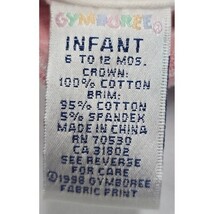 GYMBOREE
INFANT
6 TO 12 MOS.
CROWN:
100% COTTON
BRIM:
95% COTTON
5% SPANDEX
MADE IN CHINA
RN 70530
CA 31802
SEE REVERSE
FOR CARE
©1998 GYMBOREE
FABRIC PRINT